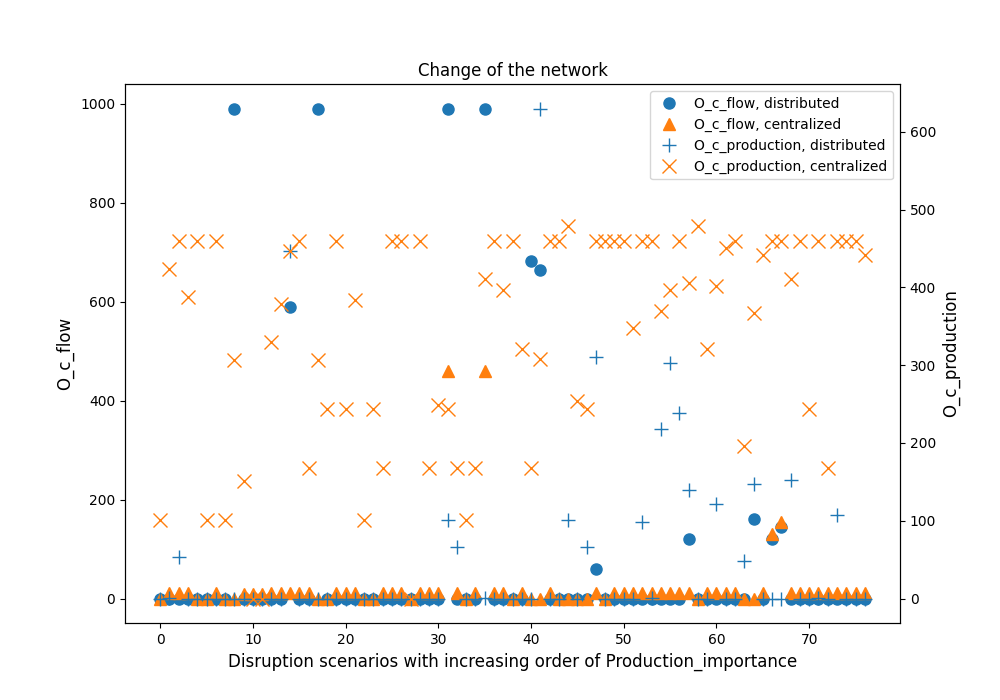 Change of the network
O_c_flow, distributed
O_c_flow, centralized
O_c_production, distributed
O_c_production, centralized
1000
800
600
400
200
0
O_c_flow
600
500
400
300
200
100
0
O_c_production
0 10 20 30 40 50 60 70
Disruption scenarios with increasing order of Production_importance